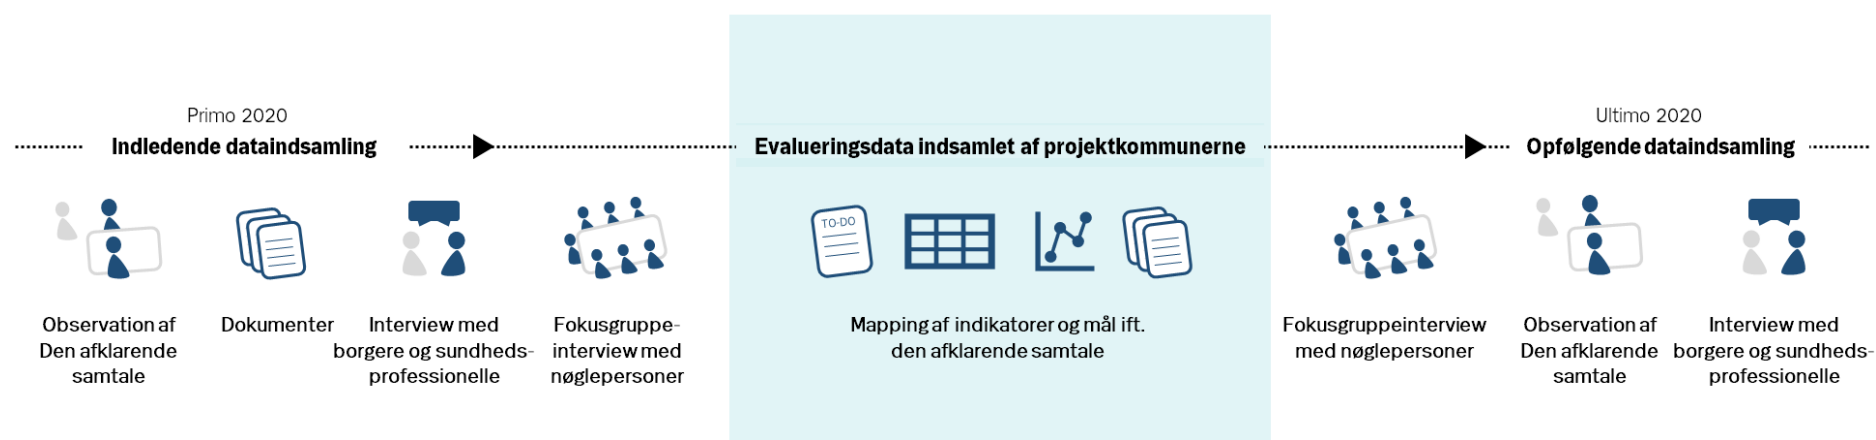 Primo 2020
Indledende dataindsamling
Observation af
Den afklarende
samtale
Dokumenter
Interview med
borgere og sundheds-
professionelle
Fokusgruppe-
interview med
nøglepersoner
Evalueringsdata indsamlet af projektkommunerne
TO-DO
Mapping af indikatorer og mål ift.
den afklarende samtale
Ultimo 2020
Opfølgende dataindsamling
Fokusgruppeinterview
med nøglepersoner
Observation af
Den afklarende
samtale
Interview med
borgere og sundheds-
professionelle